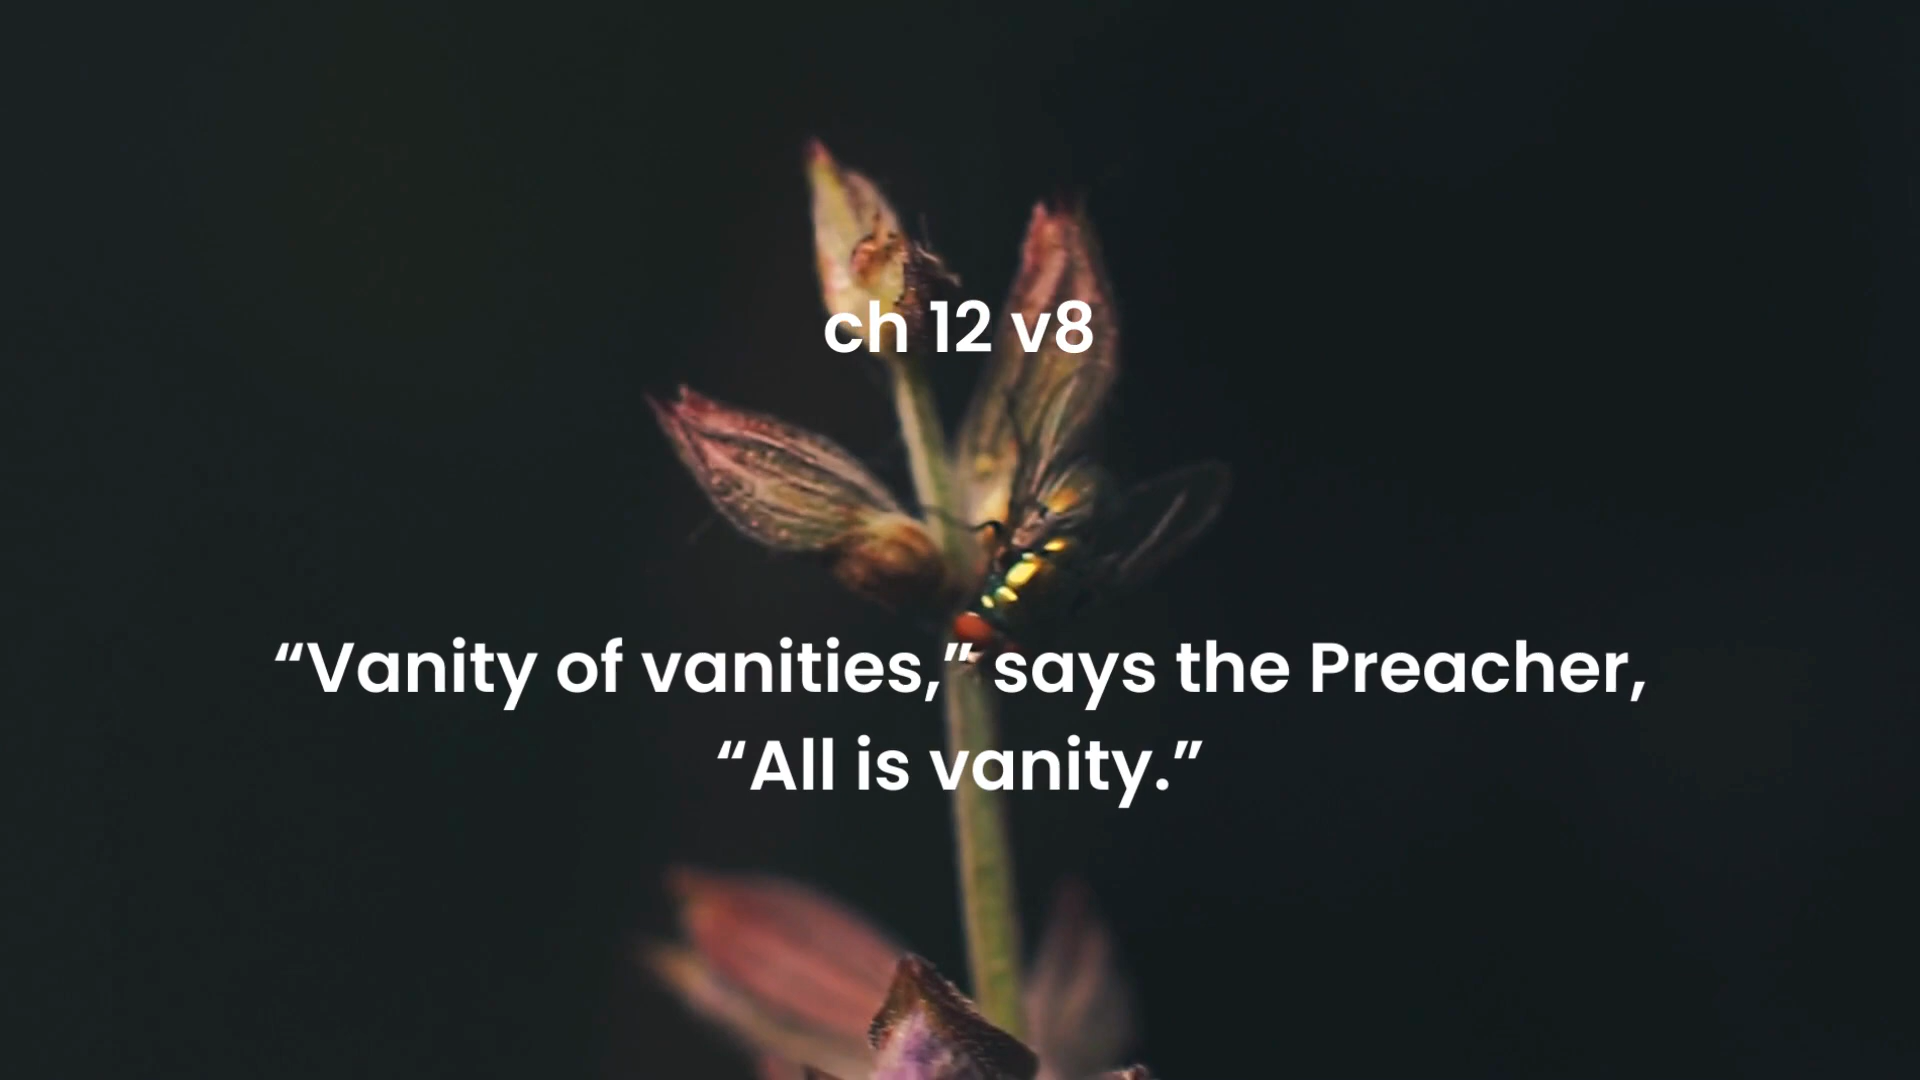 ch 12 v8
“Vanity of vanities,” says the Preacher,
“All is vanity.”